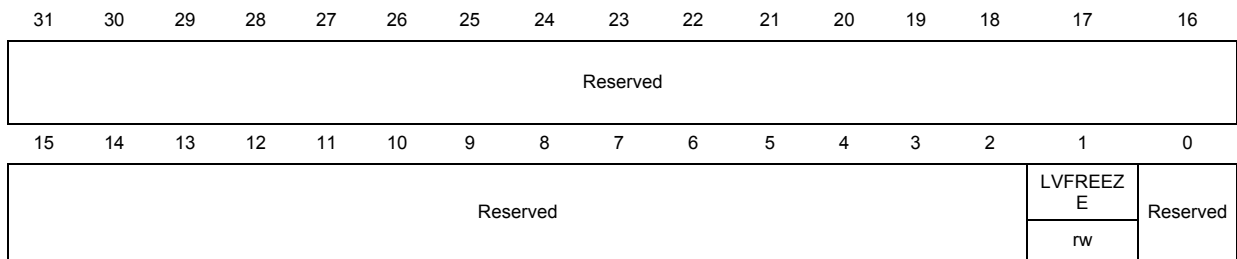 31 30 29 28 27 26 25 24 23 22 21 20 19 18 17 16
Reserved
15 14 13 12 11 10 9 8 7 6 5 4 3 2 1 0
Reserved
LVFREEZ
E
rw
Reserved